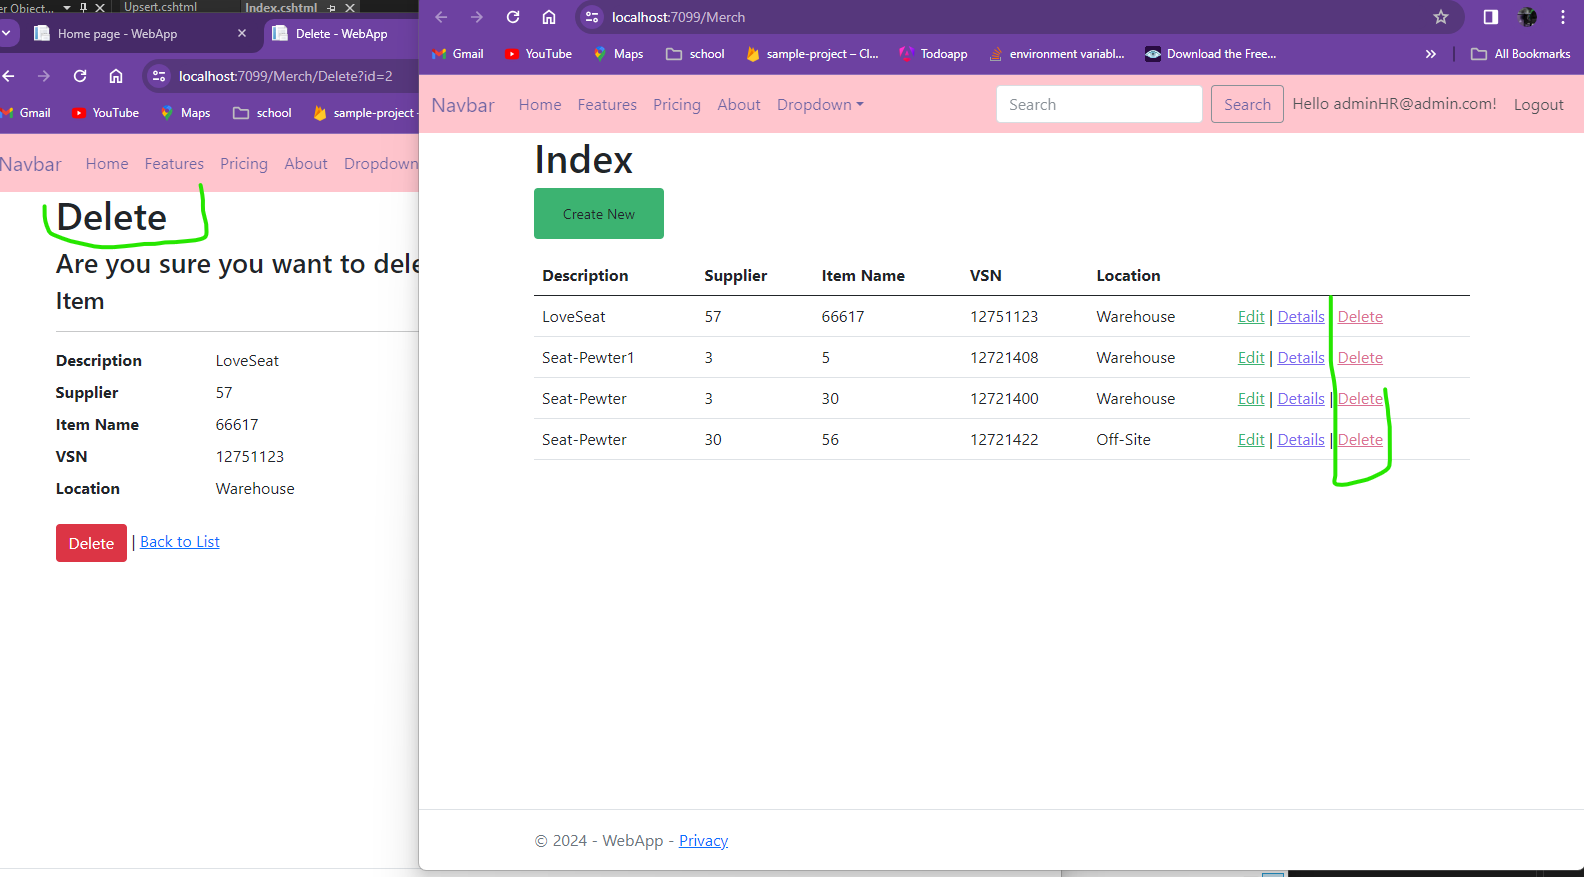 er Object...
Upsert.cshtml
Index.cshtml
Home page - WebApp
Delete - WebApp
localhost:7099/Merch/Delete?id=2
Gmail YouTube Maps school sample-project
Navbar Home Features Pricing About Dropdown
Delete
Are you sure you want to dele
Item
Description LoveSeat
Supplier 57
Item Name 66617
VSN 12751123
Location Warehouse
Delete | Back to List
localhost:7099/Merch
Gmail YouTube Maps school sample-project – Cl... Todoapp environment variabl... Download the Free... » All Bookmarks
Navbar Home Features Pricing About Dropdown Search Search Hello adminHR@admin.com! Logout
Index
Create New
Description Supplier Item Name VSN Location
LoveSeat 57 66617 12751123 Warehouse Edit | Details | Delete
Seat-Pewter1 3 5 12721408 Warehouse Edit | Details | Delete
Seat-Pewter 3 30 12721400 Warehouse Edit | Details | Delete
Seat-Pewter 30 56 12721422 Off-Site Edit | Details | Delete
© 2024 - WebApp - Privacy